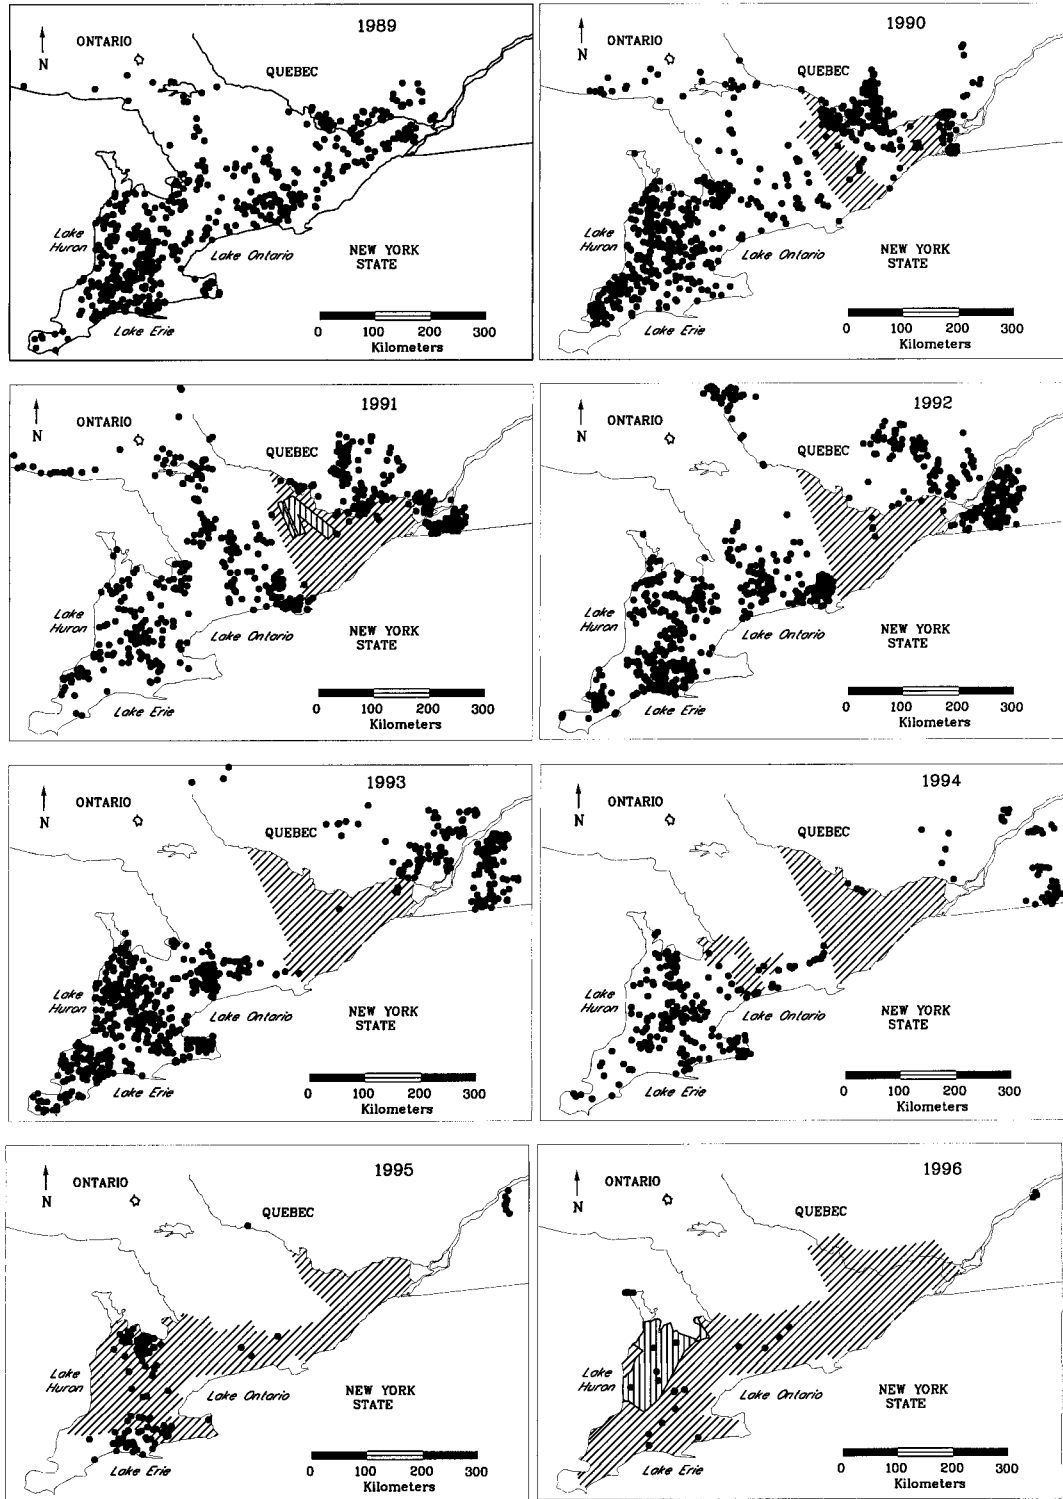 1989
ONTARIO
N
QUEBEC
Lake
Huron
Lake Ontario
NEW YORK
STATE
Lake Erie
0 100 200 300
Kilometers
1990
ONTARIO
N
QUEBEC
Lake
Huron
Lake Ontario
NEW YORK
STATE
Lake Erie
0 100 200 300
Kilometers
1991
ONTARIO
N
QUEBEC
Lake
Huron
Lake Ontario
NEW YORK
STATE
Lake Erie
0 100 200 300
Kilometers
1992
ONTARIO
N
QUEBEC
Lake
Huron
Lake Ontario
NEW YORK
STATE
Lake Erie
0 100 200 300
Kilometers
1993
ONTARIO
N
QUEBEC
Lake
Huron
Lake Ontario
NEW YORK
STATE
Lake Erie
0 100 200 300
Kilometers
1994
ONTARIO
N
QUEBEC
Lake
Huron
Lake Ontario
NEW YORK
STATE
Lake Erie
0 100 200 300
Kilometers
1995
ONTARIO
N
QUEBEC
Lake
Huron
Lake Ontario
NEW YORK
STATE
Lake Erie
0 100 200 300
Kilometers
1996
ONTARIO
N
QUEBEC
Lake
Huron
Lake Ontario
NEW YORK
STATE
Lake Erie
0 100 200 300
Kilometers